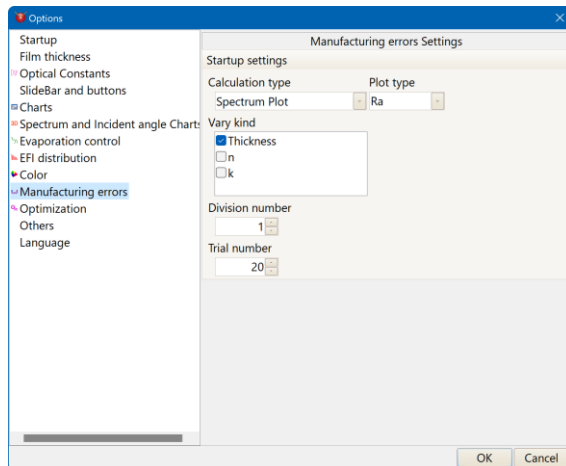 Options
Startup
Film thickness
Optical Constants
SlideBar and buttons
Charts
Spectrum and Incident angle Charts
Evaporation control
EFI distribution
Color
Manufacturing errors
Optimization
Others
Language
Manufacturing errors Settings
Startup settings
Calculation type Plot type
Spectrum Plot Ra
Vary kind
Thickness
n
k
Division number
1
Trial number
20
OK Cancel